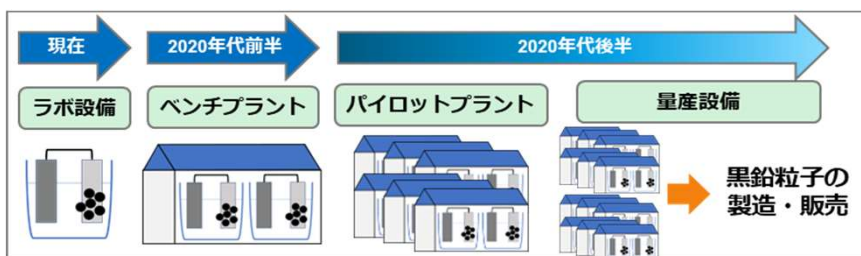 現在
2020年代前半
2020年代後半
ラボ設備
ベンチプラント
パイロットプラント
量産設備
黒鉛粒子の
製造・販売